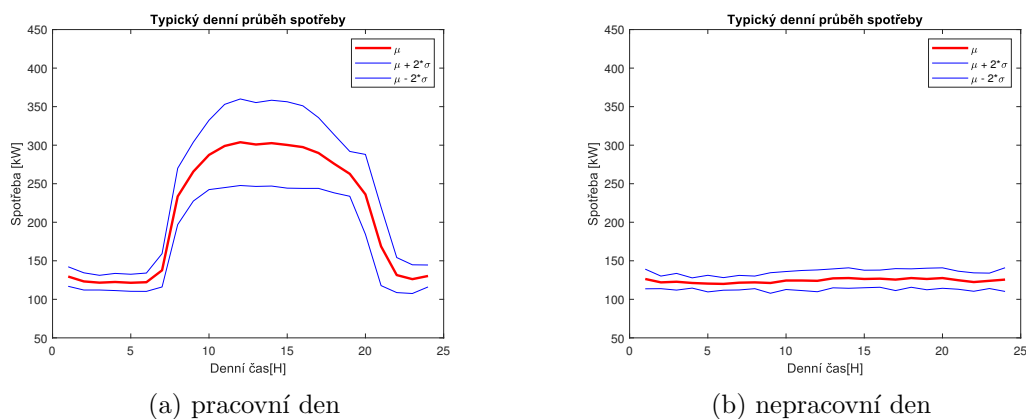 Typický denní průběh spotřeby
450
400
350
300
250
200
150
100
50
Spotřeba [kW]
0 5 10 15 20 25
Denní čas[H]
μ
μ + 2*σ
μ - 2*σ
(a) pracovní den
Typický denní průběh spotřeby
450
400
350
300
250
200
150
100
50
Spotřeba [kW]
0 5 10 15 20 25
Denní čas[H]
μ
μ + 2*σ
μ - 2*σ
(b) nepracovní den